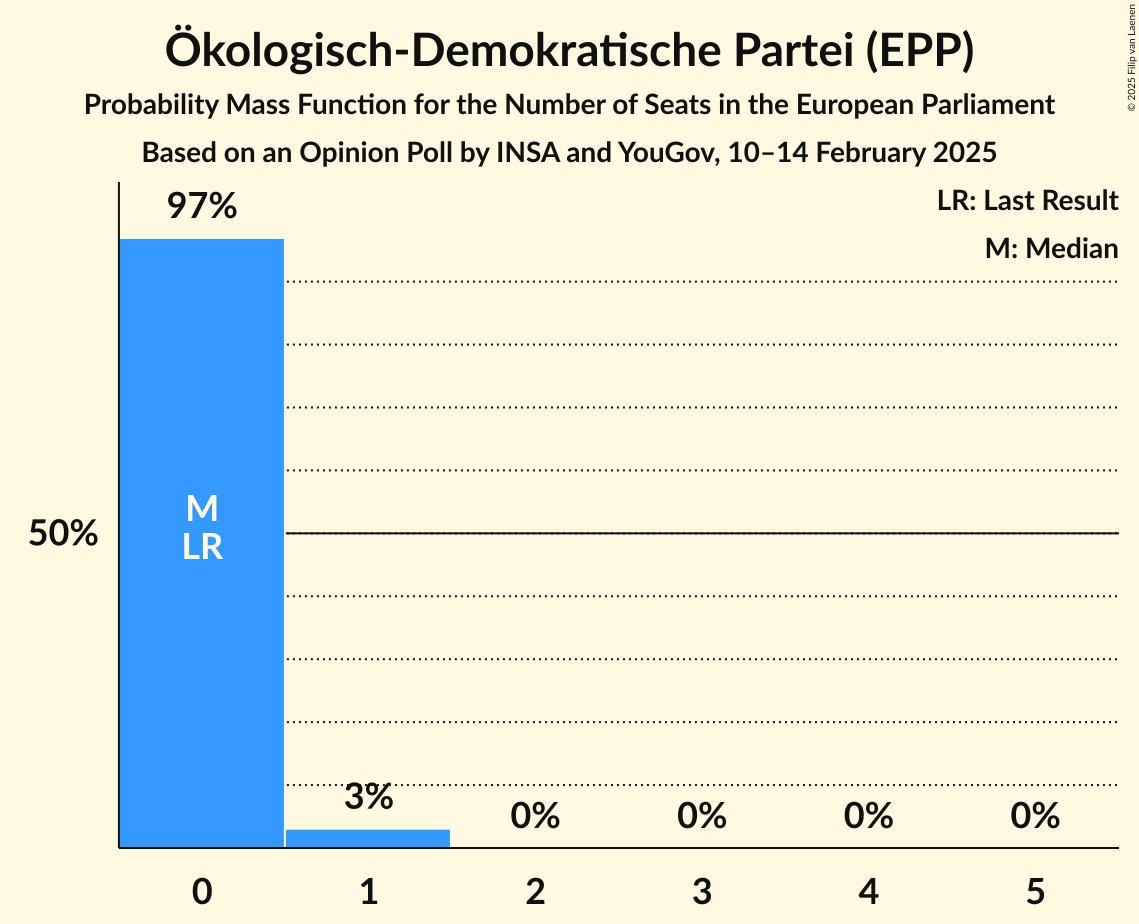 Ökologisch-Demokratische Partei (EPP)
Probability Mass Function for the Number of Seats in the European Parliament
Based on an Opinion Poll by INSA and YouGov, 10–14 February 2025
© 2025 Filip van Laenen
LR: Last Result
M: Median
97%
M
LR
50%
3%
0%
0%
0%
0%
0
1
2
3
4
5